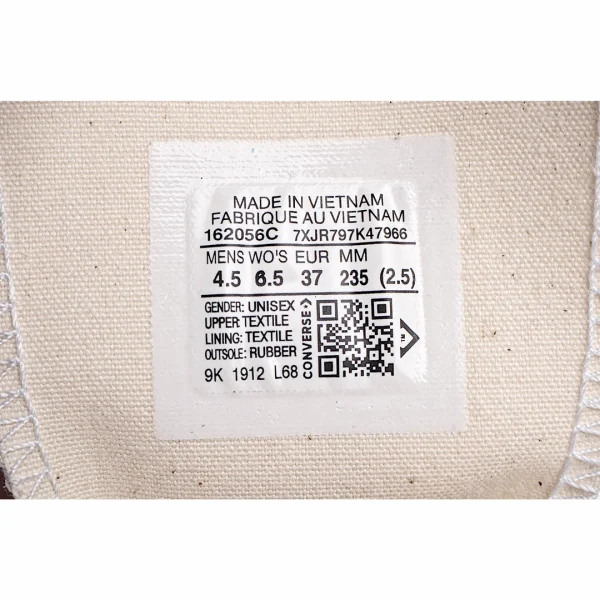 MADE IN VIETNAM
FABRIQUE AU VIETNAM
162056C 7XJR797K47966
MENS WO'S EUR MM
4.5 6.5 37 235 (2.5)
GENDER: UNISEX
UPPER TEXTILE
LINING: TEXTILE
OUTSOLE: RUBBER
9K 1912 L68
CONVERSE
TM